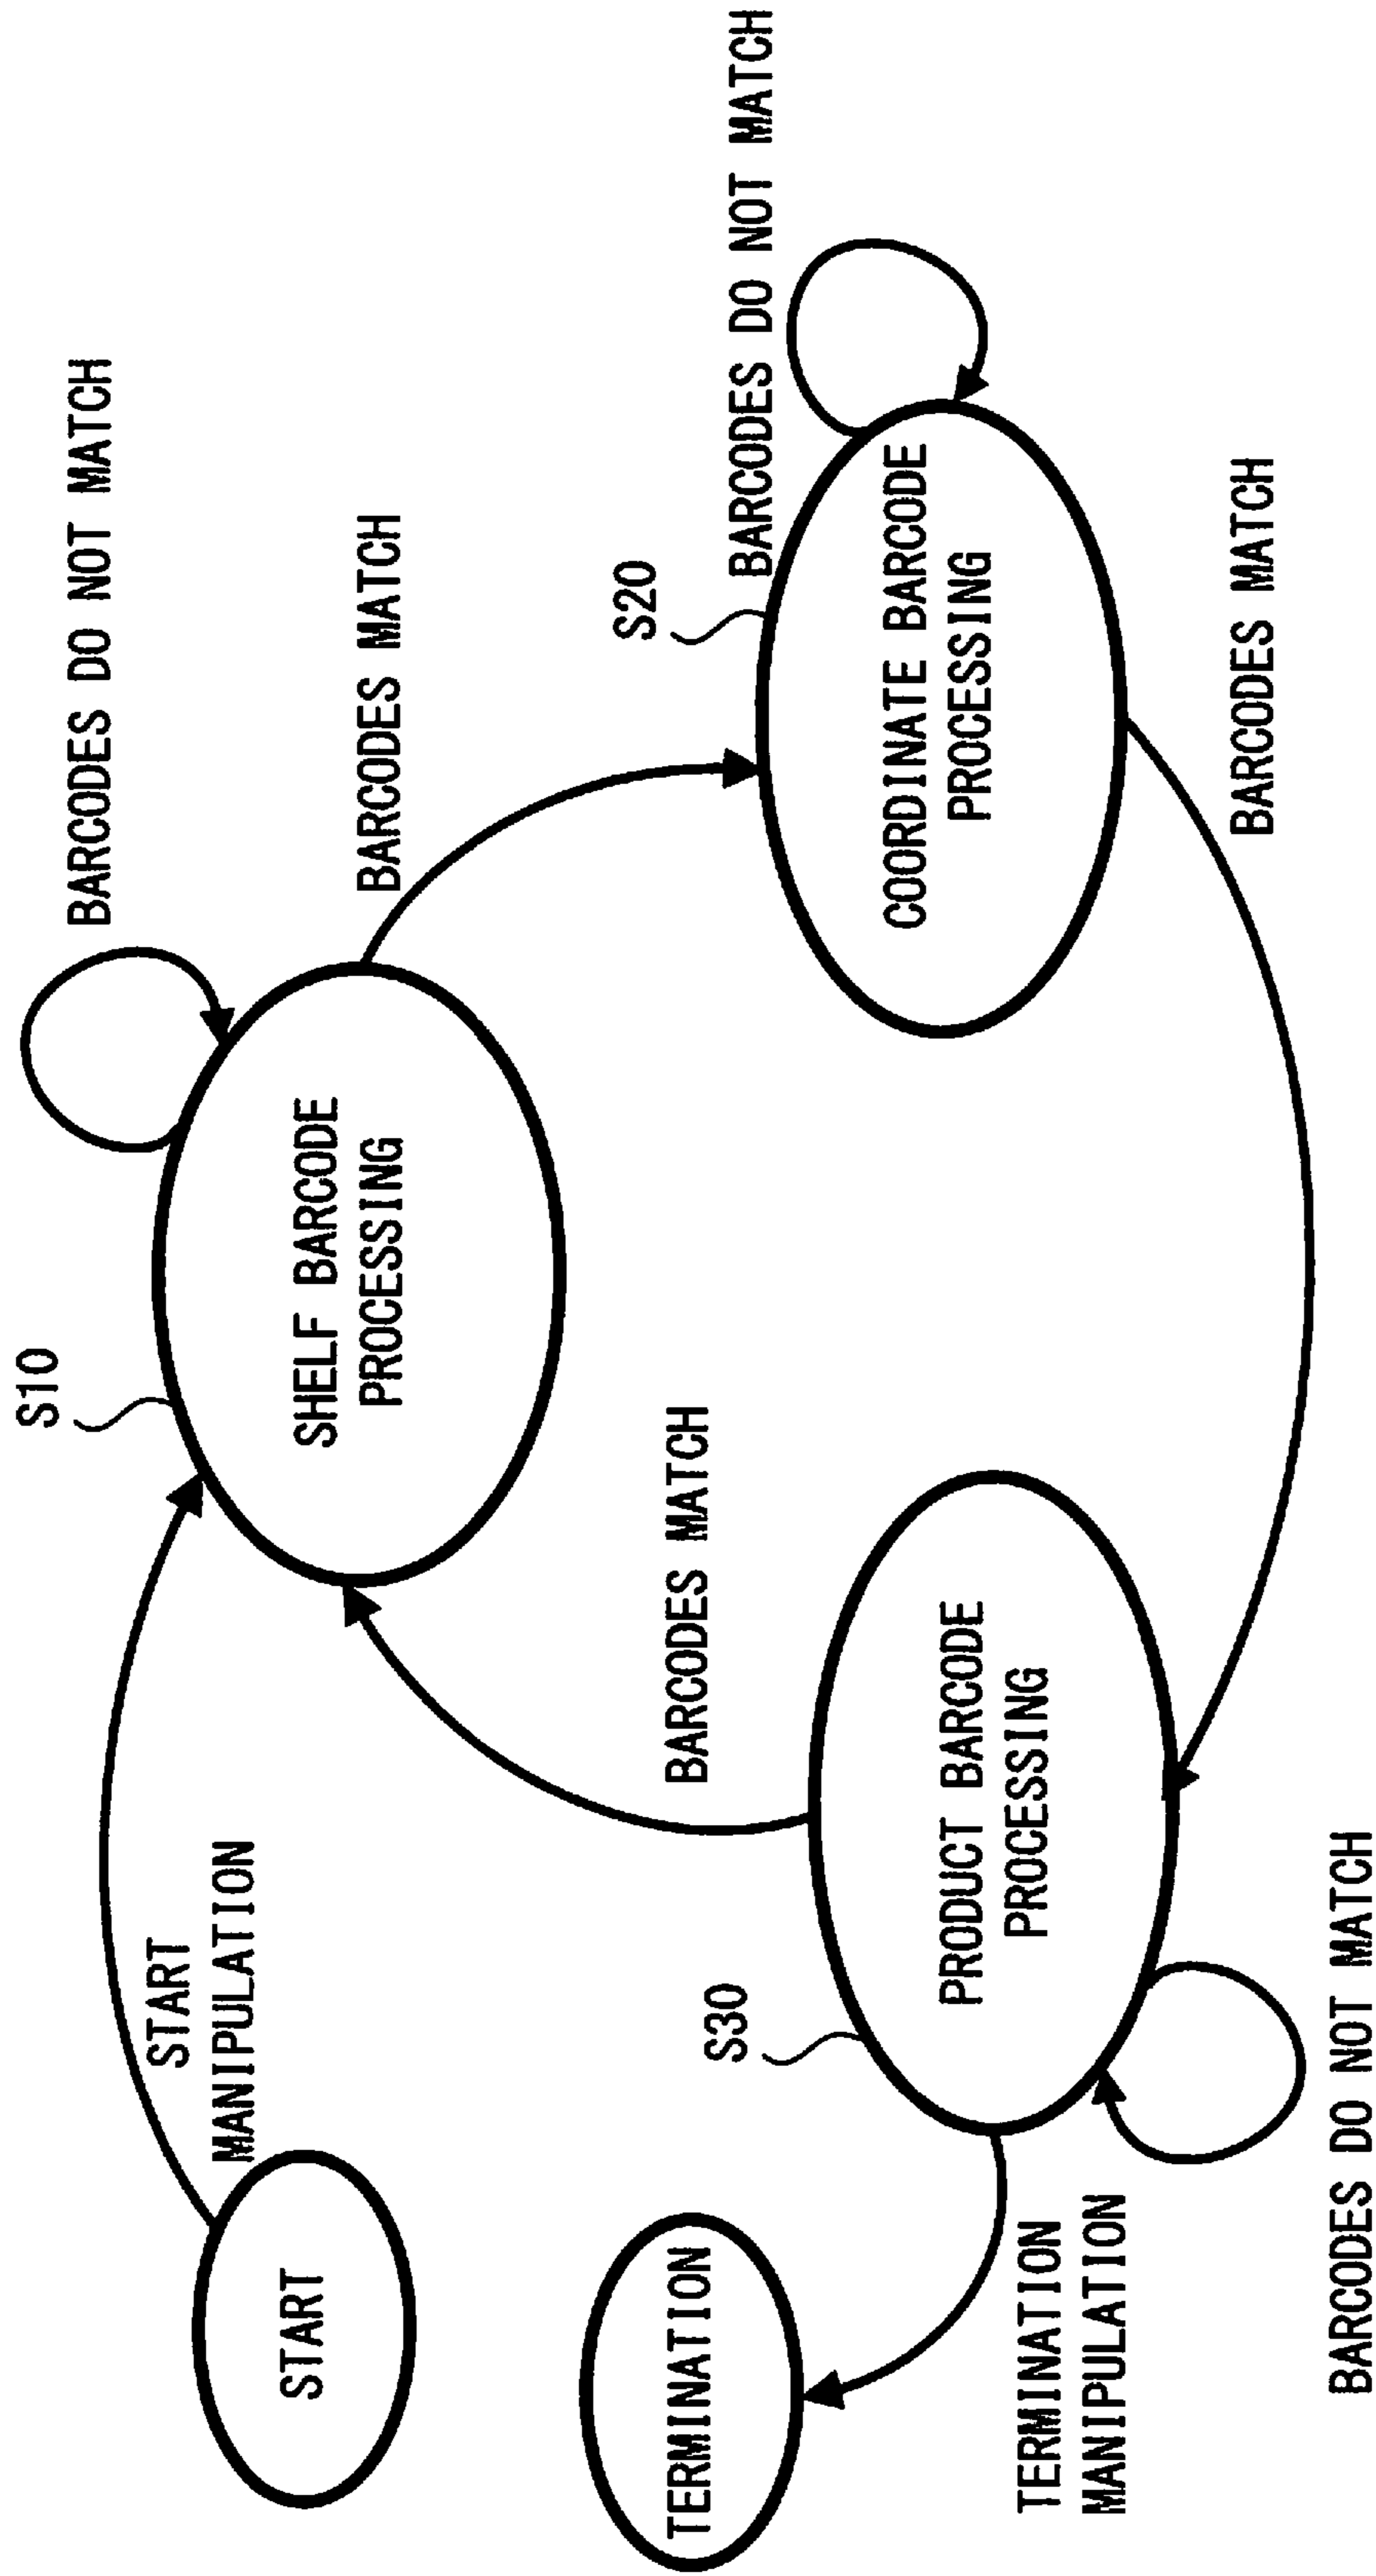 BARCODES DO NOT MATCH
S10
START
MANIPULATION
SHELF BARCODE
PROCESSING
BARCODES MATCH
START
S20
BARCODES DO NOT MATCH
BARCODES MATCH
TERMINATION
S30
COORDINATE BARCODE
PROCESSING
PRODUCT BARCODE
PROCESSING
TERMINATION
MANIPULATION
BARCODES MATCH
BARCODES DO NOT MATCH